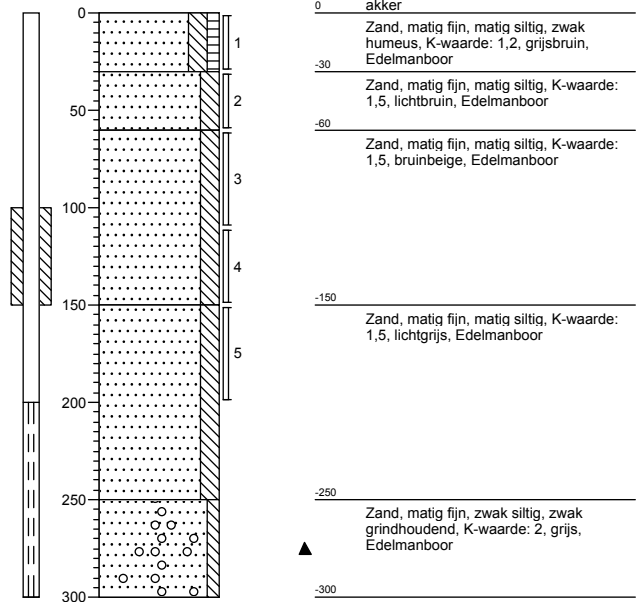 0
50
100
150
200
250
300
1
2
3
4
5
0
akker
Zand, matig fijn, matig siltig, zwak
humeus, K-waarde: 1,2, grijsbruin,
Edelmanboor
-30
Zand, matig fijn, matig siltig, K-waarde:
1,5, lichtbruin, Edelmanboor
-60
Zand, matig fijn, matig siltig, K-waarde:
1,5, bruinbeige, Edelmanboor
-150
Zand, matig fijn, matig siltig, K-waarde:
1,5, lichtgrijs, Edelmanboor
-250
Zand, matig fijn, zwak siltig, zwak
grindhoudend, K-waarde: 2, grijs,
Edelmanboor
-300